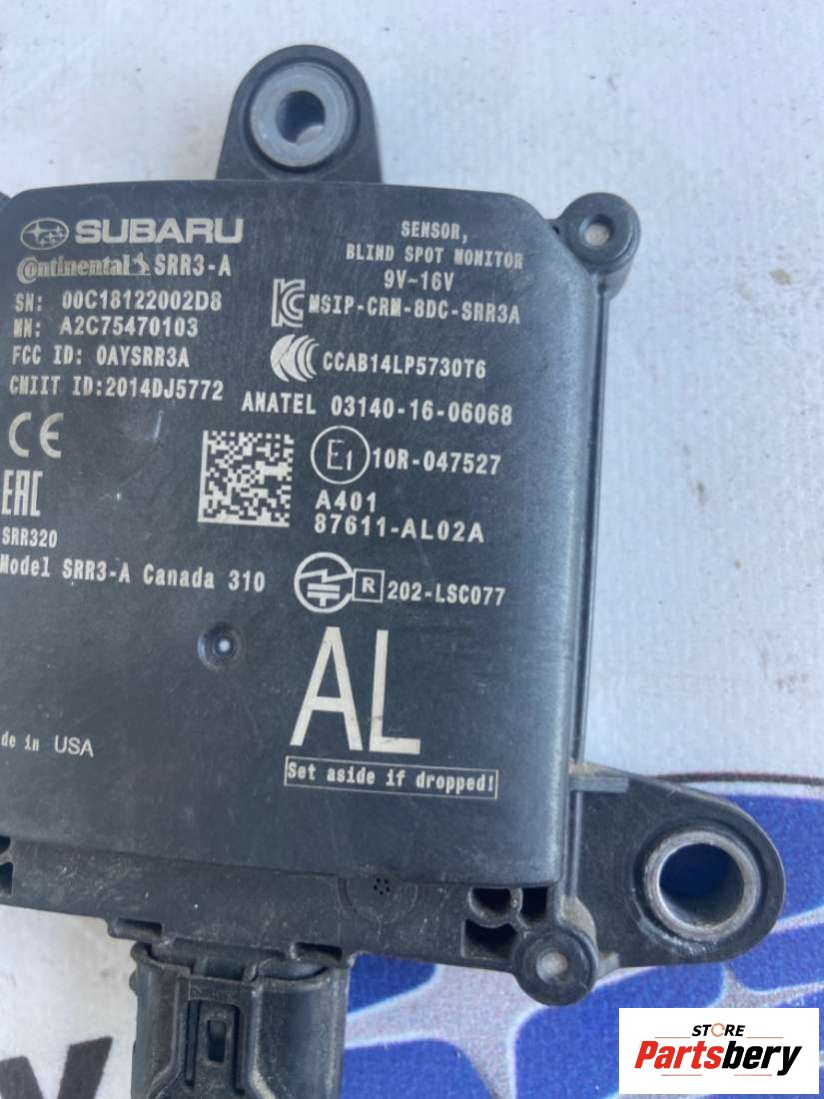 SUBARU
Continental SRR3-A
SN: 00C18122002D8
MN: A2C75470103
FCC ID: OAYSRR3A
CMIIT ID:2014DJ5772
CE
EAC
SRR320
Model SRR3-A Canada 310
de in USA
SENSOR,
BLIND SPOT MONITOR
9V~16V
MSIP-CRM-8DC-SRR3A
CCAB14LP5730T6
ANATEL 03140-16-06068
E1 10R-047527
A401
87611-AL02A
R 202-LSC077
AL
Set aside if dropped!
STORE
Partsbery